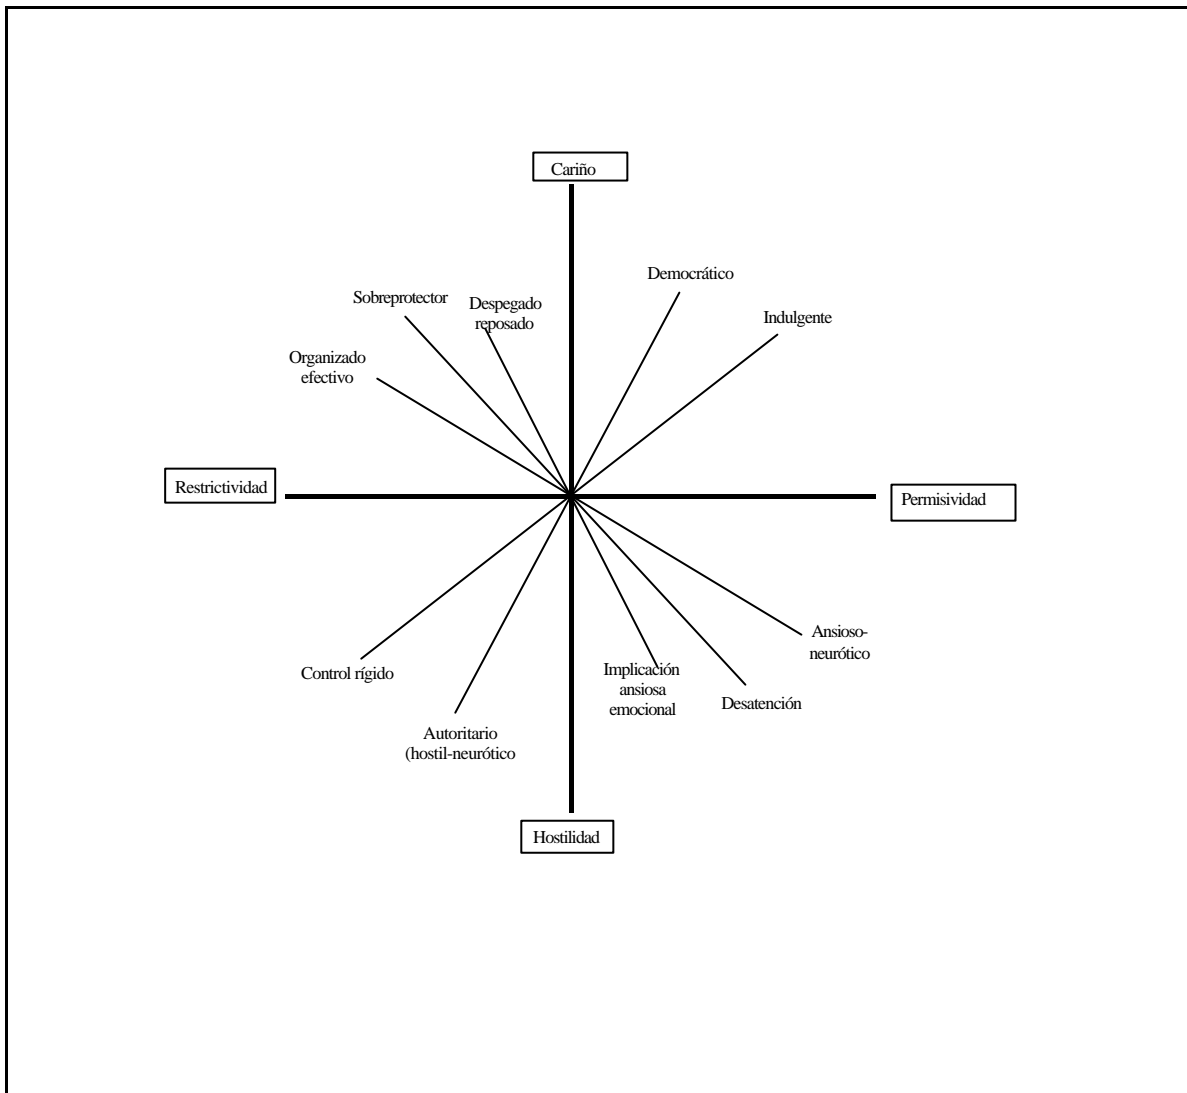 Cariño
Democrático
Sobreprotector
Despegado
reposado
Indulgente
Organizado
efectivo
Restrictividad
Permisividad
Ansioso-
neurótico
Control rígido
Implicación
ansiosa
emocional
Desatención
Autoritario
(hostil-neurótico
Hostilidad